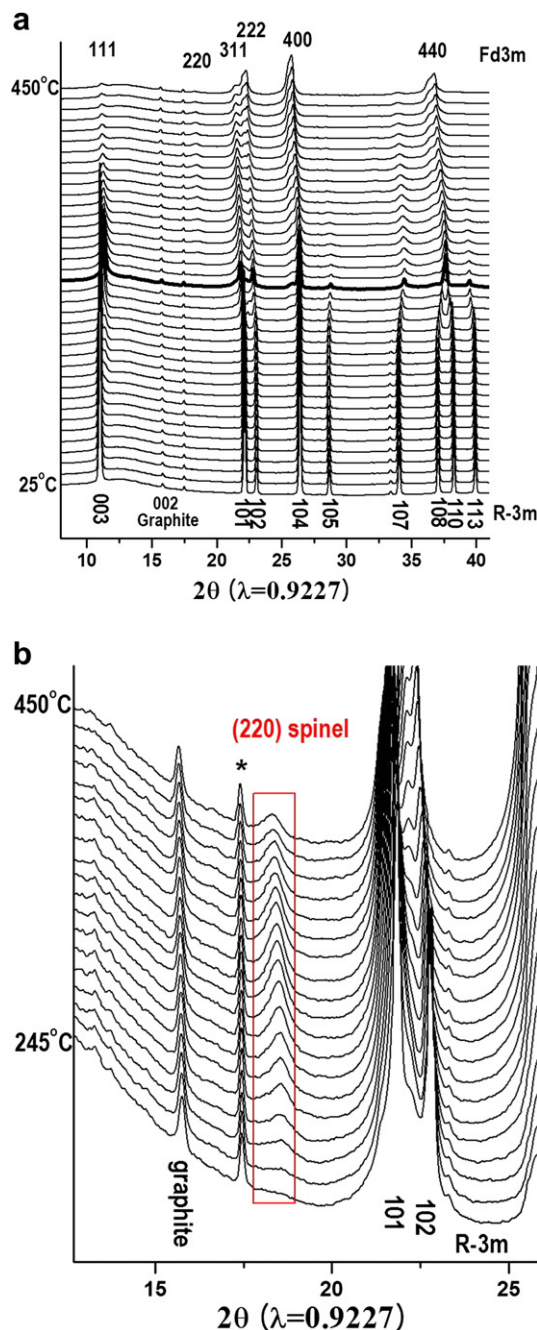 a
111
220
311
222
400
440
Fd3m
450°C
25°C
003
002
Graphite
101
102
104
105
107
108
110
113
R-3m
10 15 20 25 30 35 40
2θ (λ=0.9227)
b
450°C
(220) spinel
*
245°C
graphite
101
102
R-3m
15 20 25
2θ (λ=0.9227)